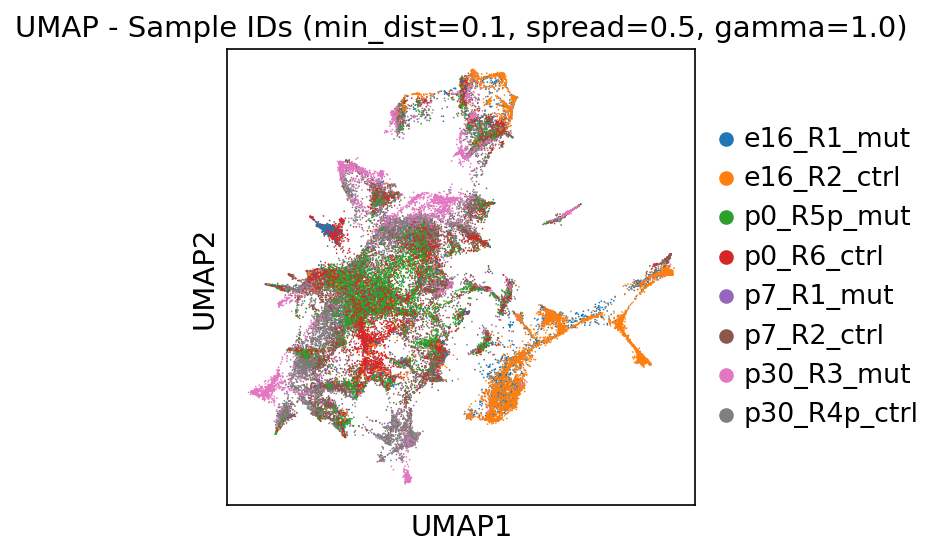 UMAP - Sample IDs (min_dist=0.1, spread=0.5, gamma=1.0)
UMAP2
e16_R1_mut
e16_R2_ctrl
p0_R5p_mut
p0_R6_ctrl
p7_R1_mut
p7_R2_ctrl
p30_R3_mut
p30_R4p_ctrl
UMAP1